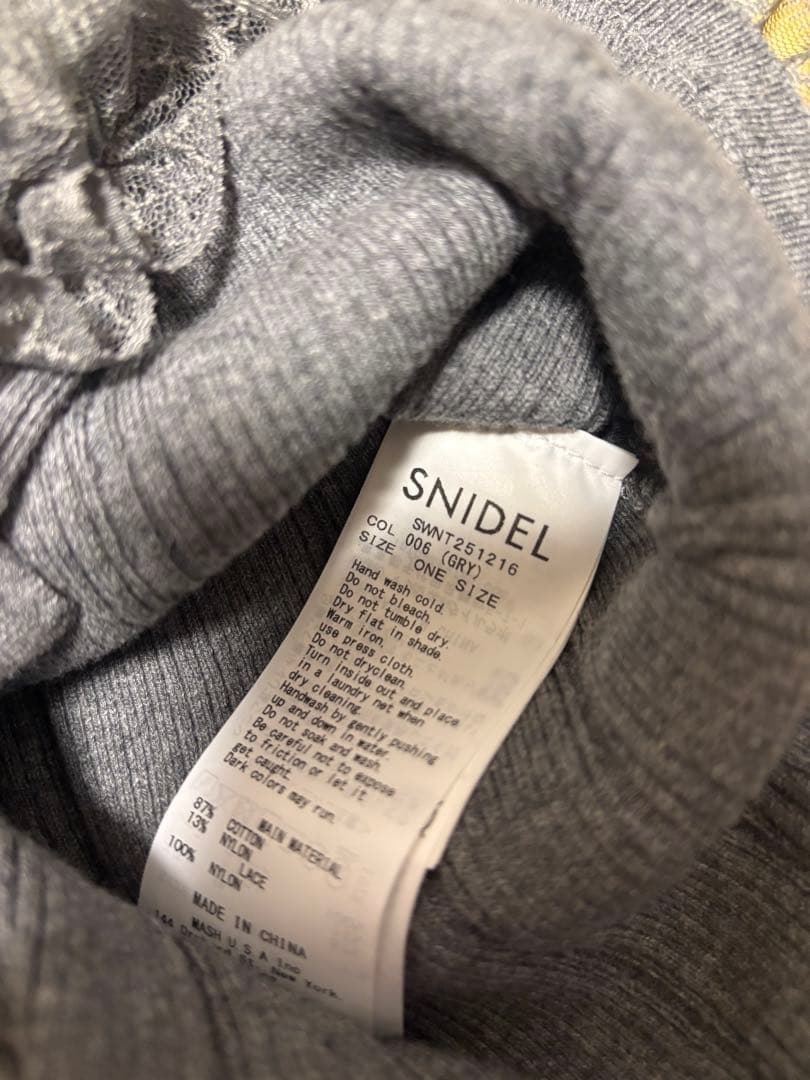 SNIDEL
SWNT251216
COL 006 (GRY)
SIZE ONE SIZE
Hand wash cold.
Do not bleach.
Do not tumble dry.
Dry flat in shade.
Warm iron.
use press cloth.
Do not dryclean.
Turn inside out and place
in a laundry net when
dry cleaning.
Handwash by gently pushing
up and down in water.
Do not soak and wash.
Be careful not to expose
to friction or let it
get caught.
Dark colors may run.
MAIN MATERIAL
87% COTTON
13% NYLON
LACE
100% NYLON
MADE IN CHINA
MASH U S A Inc
144 New York.